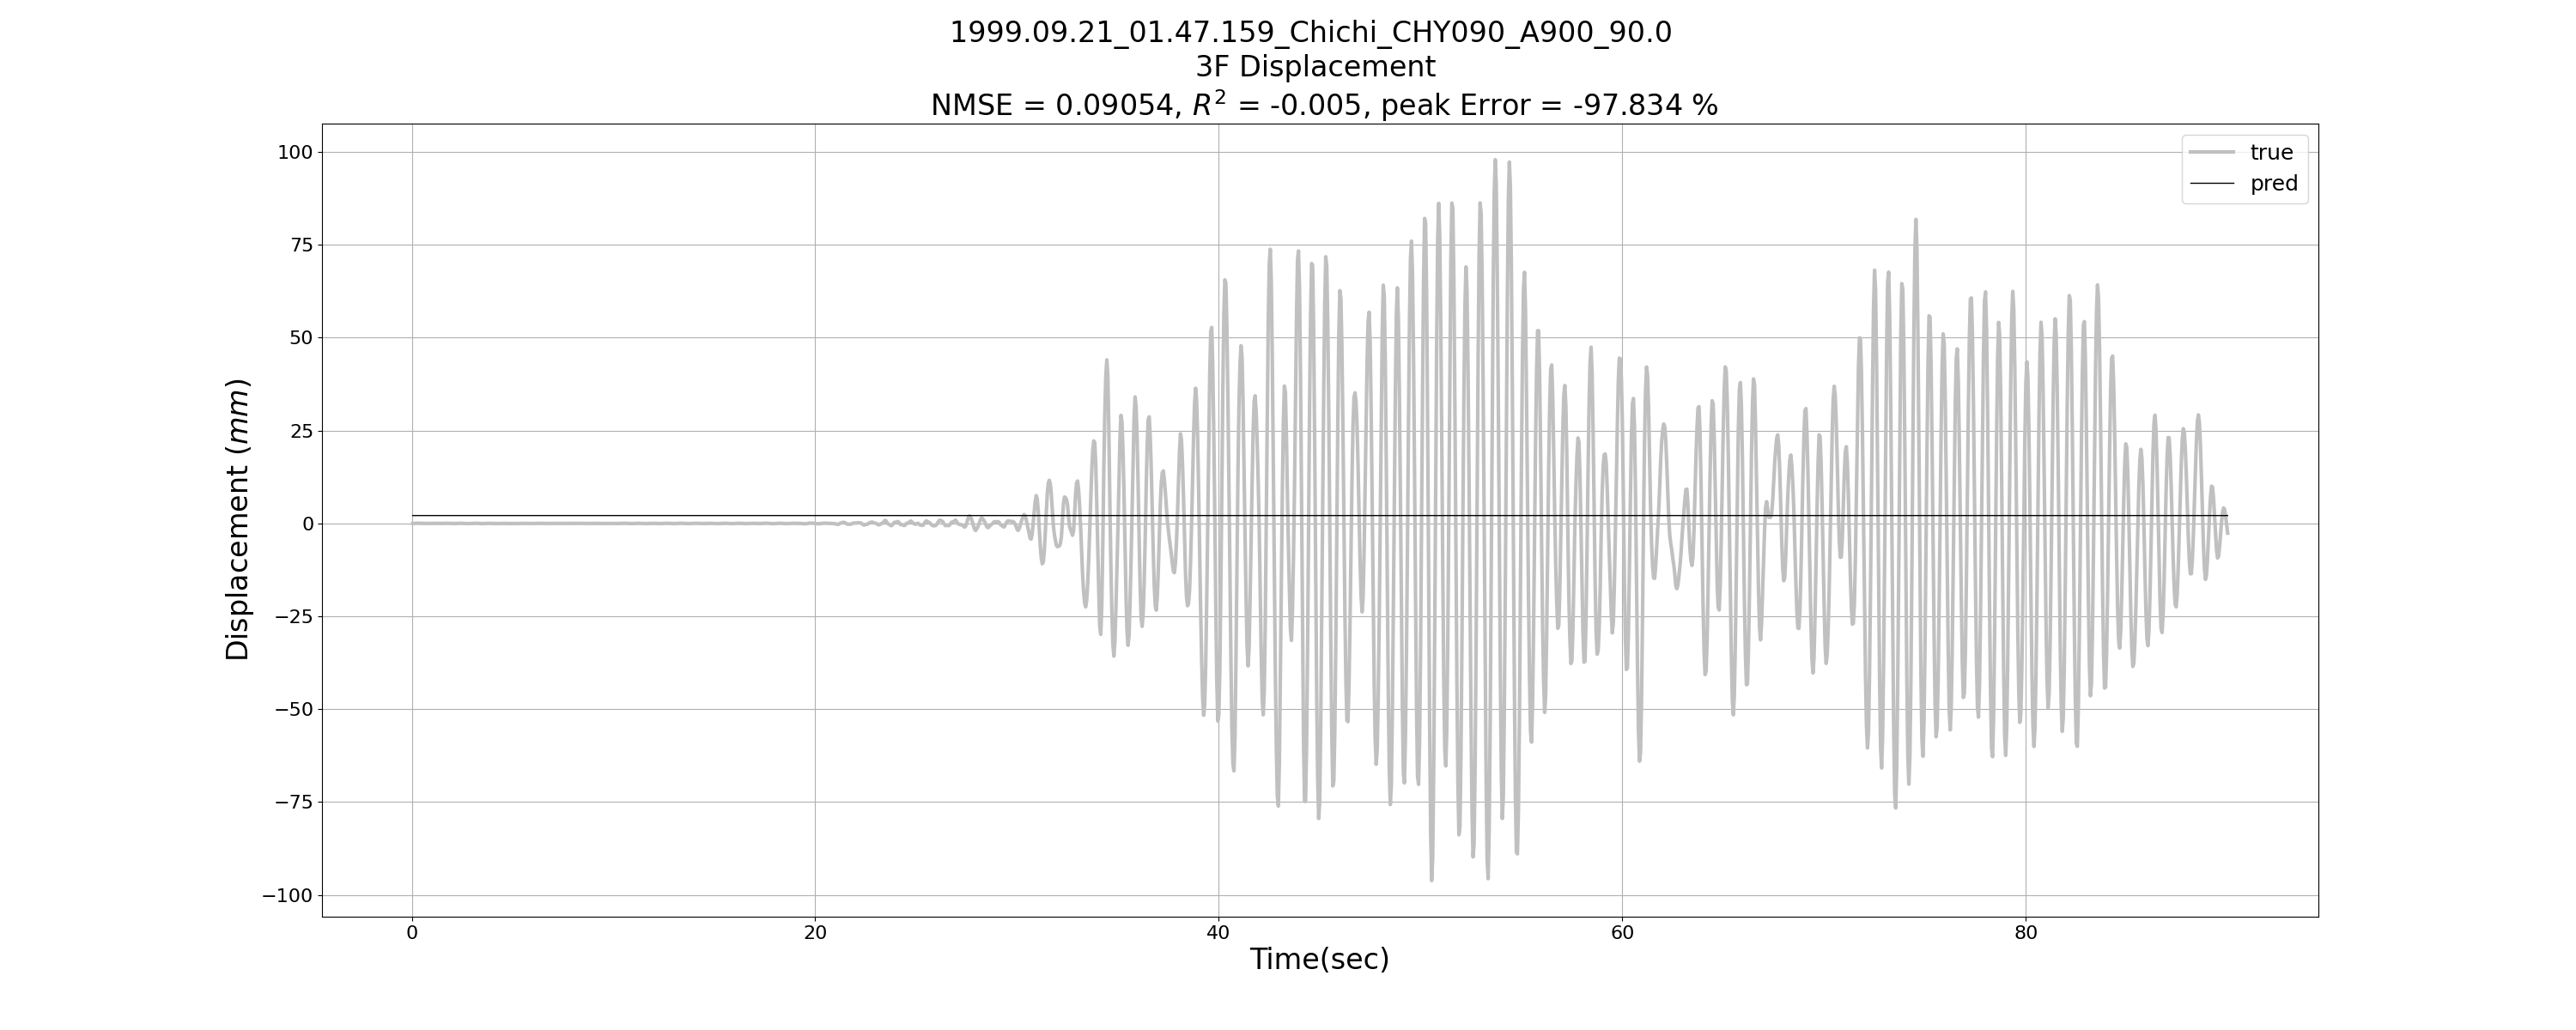 1999.09.21_01.47.159_Chichi_CHY090_A900_90.0
3F Displacement
NMSE = 0.09054, R² = -0.005, peak Error = -97.834 %
true
pred
Displacement (mm)
100
75
50
25
0
−25
−50
−75
−100
0 20 40 60 80
Time(sec)